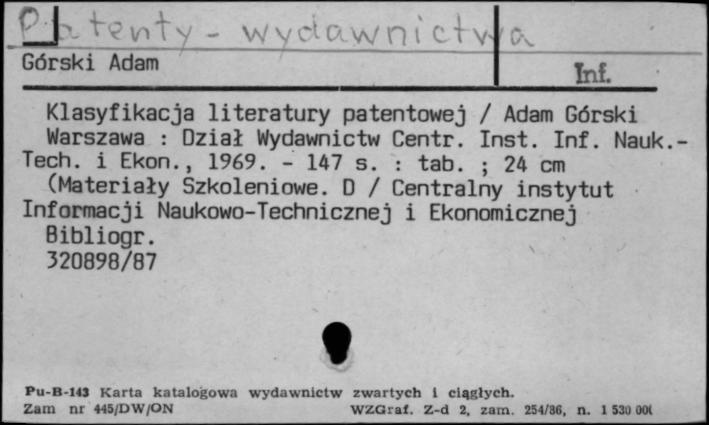 Patenty - wydawnictwa
Górski Adam
Inf.
Klasyfikacja literatury patentowej / Adam Górski
Warszawa : Dział Wydawnictw Centr. Inst. Inf. Nauk.-
Tech. i Ekon., 1969. - 147 s. : tab. ; 24 cm
(Materiały Szkoleniowe. D / Centralny instytut
Informacji Naukowo-Technicznej i Ekonomicznej
Bibliogr.
320898/87
Pu-B-143 Karta katalogowa wydawnictw zwartych i ciągłych.
Zam nr 445/DW/ON WZGraf. Z-d 2, zam. 254/86, n. 1 530 000